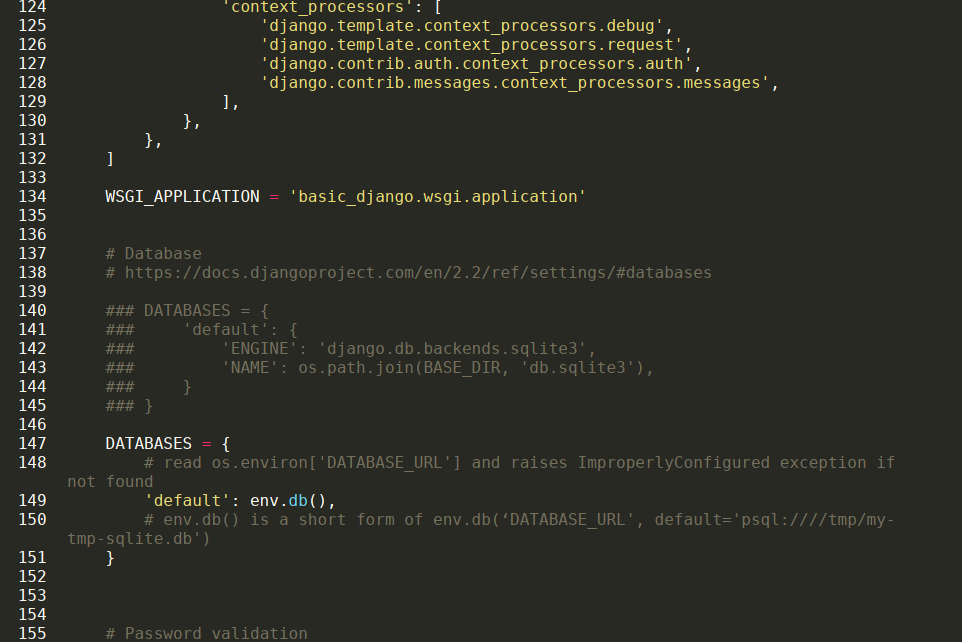 124                 'context_processors': [
125                     'django.template.context_processors.debug',
126                     'django.template.context_processors.request',
127                     'django.contrib.auth.context_processors.auth',
128                     'django.contrib.messages.context_processors.messages',
129                 ],
130             },
131         },
132     ]
133
134     WSGI_APPLICATION = 'basic_django.wsgi.application'
135
136
137     # Database
138     # https://docs.djangoproject.com/en/2.2/ref/settings/#databases
139
140     ### DATABASES = {
141     ###     'default': {
142     ###         'ENGINE': 'django.db.backends.sqlite3',
143     ###         'NAME': os.path.join(BASE_DIR, 'db.sqlite3'),
144     ###     }
145     ### }
146
147     DATABASES = {
148         # read os.environ['DATABASE_URL'] and raises ImproperlyConfigured exception if
not found
149         'default': env.db(),
150         # env.db() is a short form of env.db(‘DATABASE_URL', default='psql:////tmp/my-
tmp-sqlite.db')
151     }
152
153
154
155     # Password validation